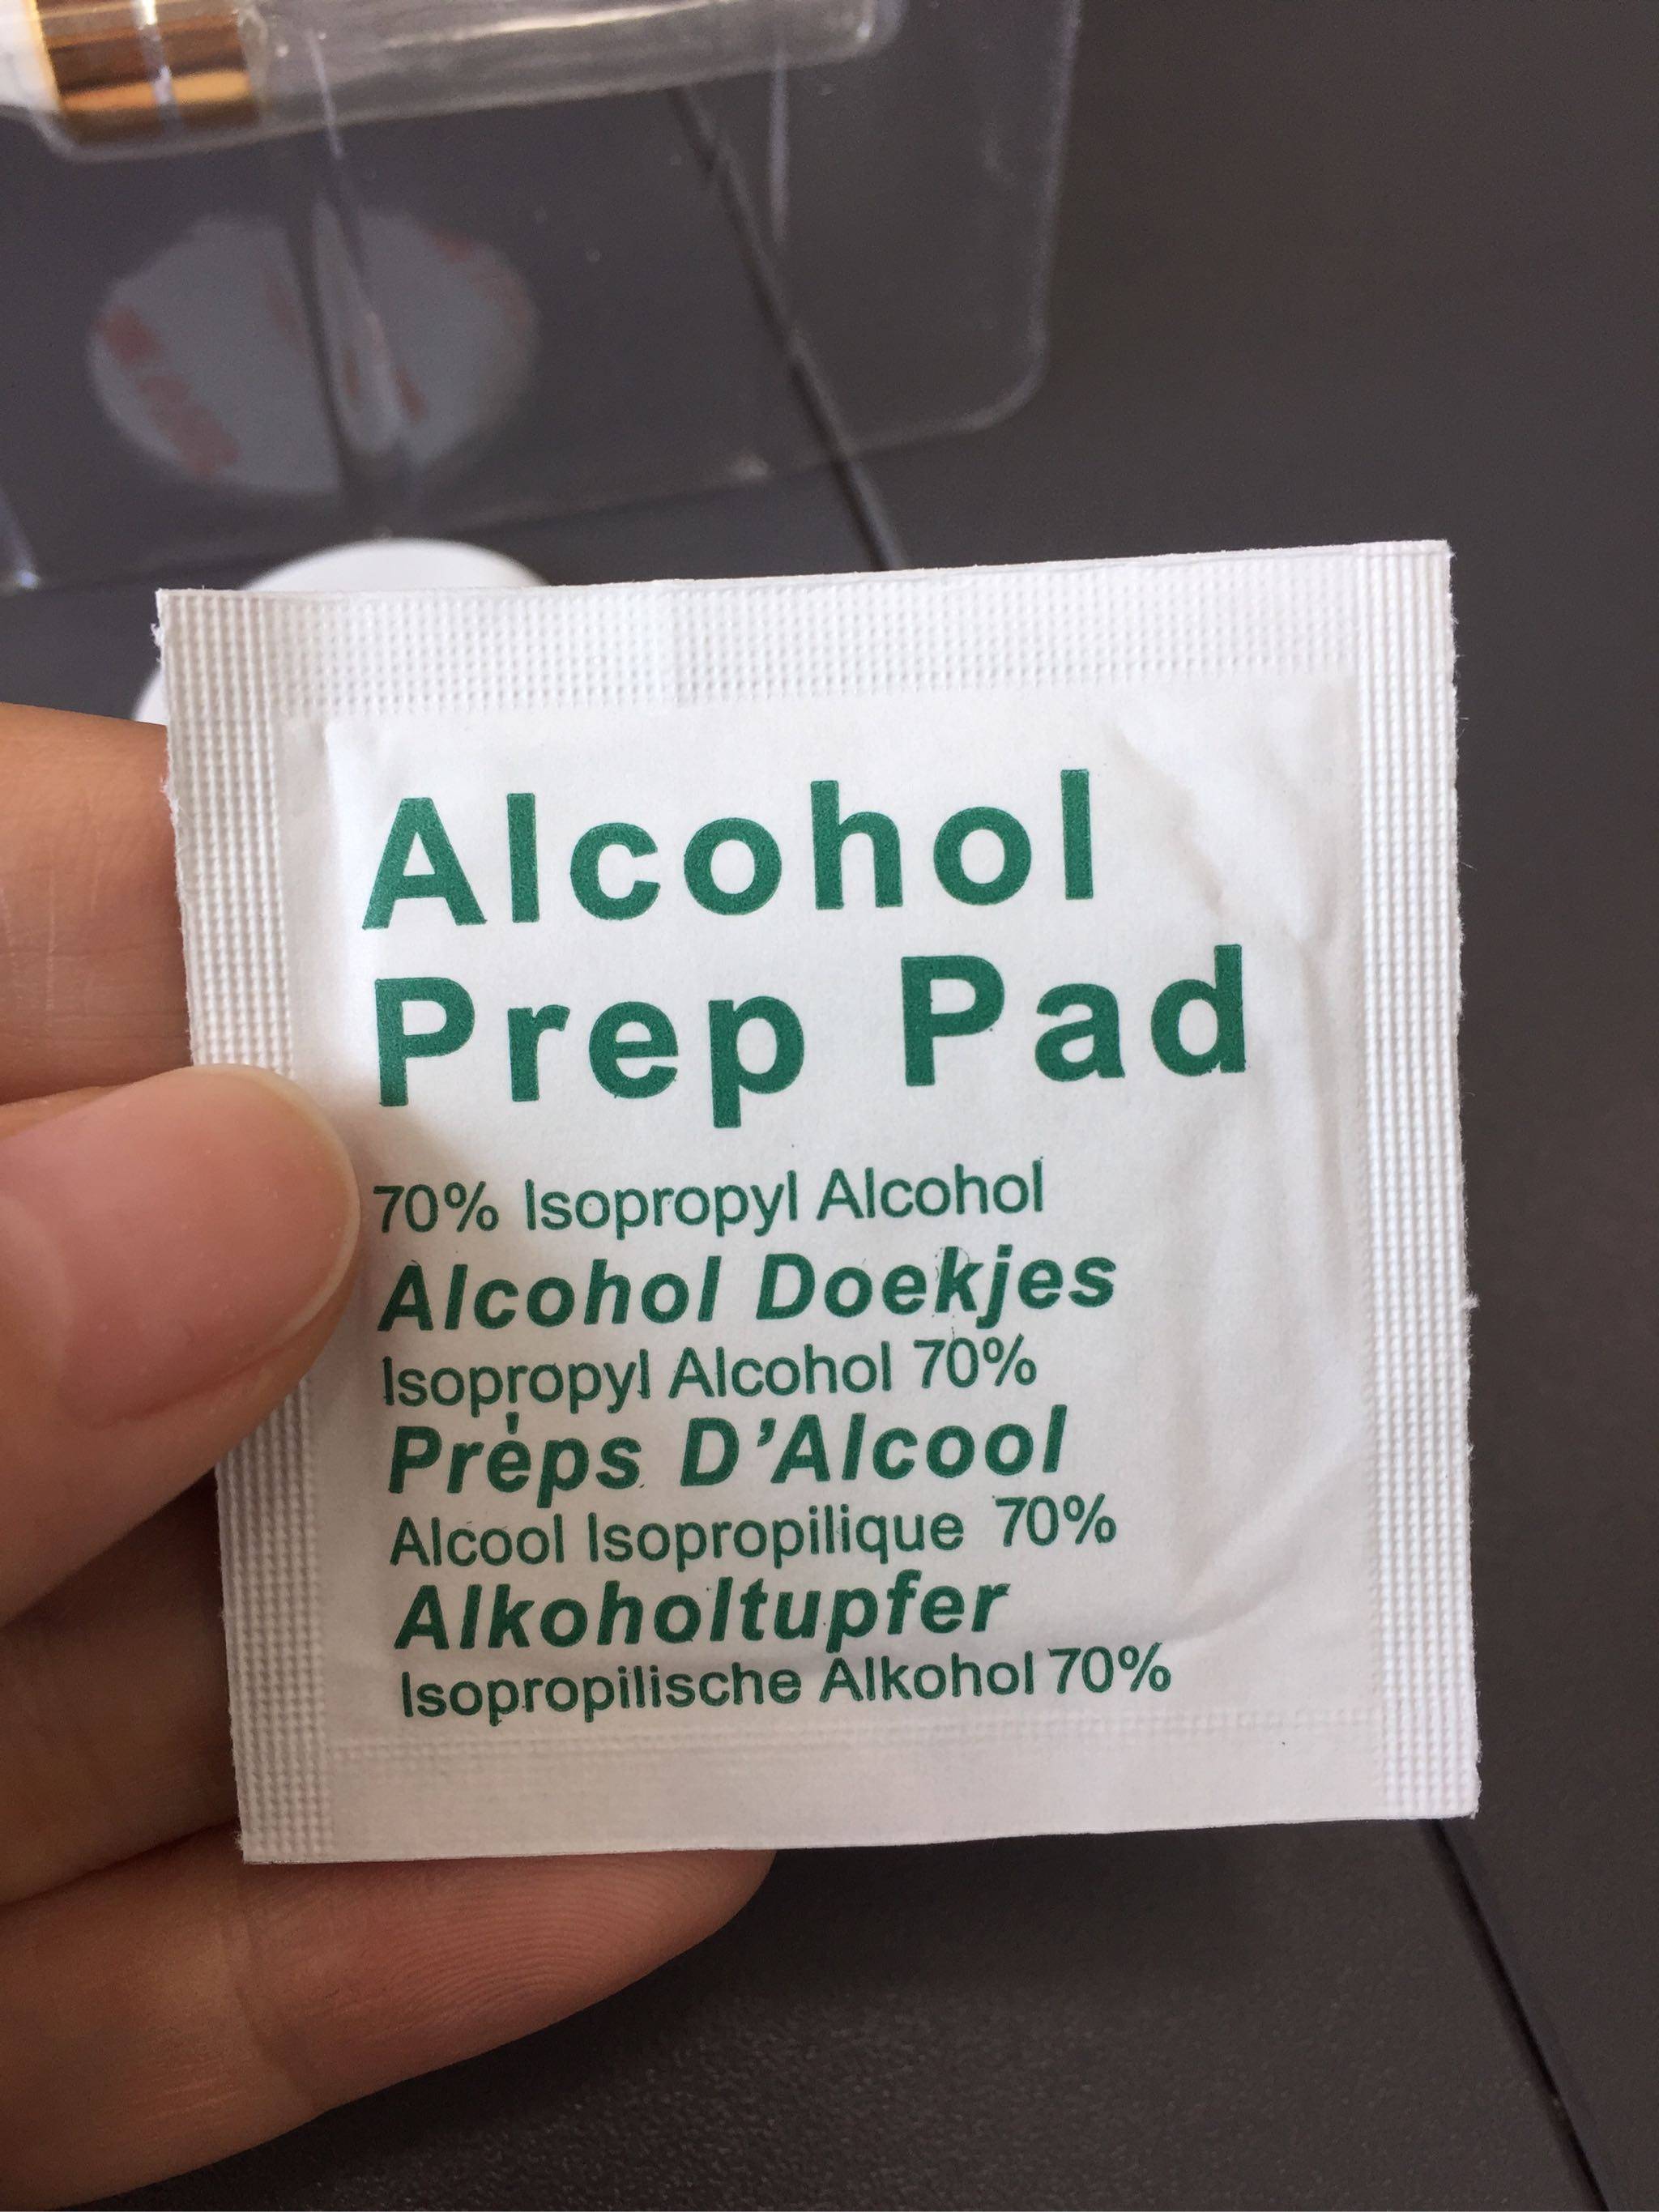 Alcohol
Prep Pad
70% Isopropyl Alcohol
Alcohol Doekjes
Isopropyl Alcohol 70%
Prėps D'Alcool
Alcool Isopropilique 70%
Alkoholtupfer
Isopropilische Alkohol 70%